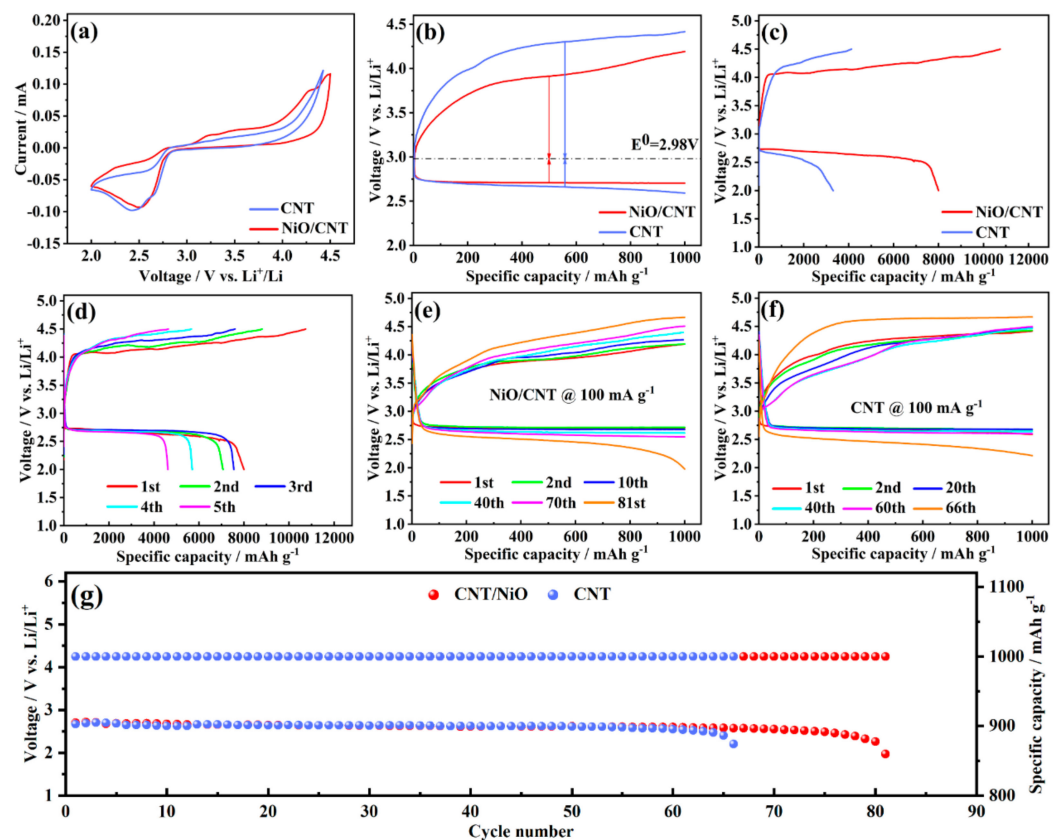 (a)
0.20
0.15
0.10
0.05
0.00
-0.05
-0.10
-0.15
Current / mA
CNT
NiO/CNT
2.0 2.5 3.0 3.5 4.0 4.5 5.0
Voltage / V vs. Li⁺/Li
(b)
4.5
4.0
3.5
3.0
2.5
2.0
Voltage / V vs. Li/Li⁺
E⁰=2.98V
NiO/CNT
CNT
0 200 400 600 800 1000
Specific capacity / mAh g⁻¹
(c)
5.0
4.5
4.0
3.5
3.0
2.5
2.0
1.5
1.0
Voltage / V vs. Li/Li⁺
CNT
NiO/CNT
0 2000 4000 6000 8000 10000 12000
Specific capacity / mAh g⁻¹
(d)
5.0
4.5
4.0
3.5
3.0
2.5
2.0
1.5
1.0
Voltage / V vs. Li/Li⁺
1st 2nd 3rd
4th 5th
0 2000 4000 6000 8000 10000 12000
Specific capacity / mAh g⁻¹
(e)
5.0
4.5
4.0
3.5
3.0
2.5
2.0
1.5
1.0
Voltage / V vs. Li/Li⁺
NiO/CNT @ 100 mA g⁻¹
1st 2nd 10th
40th 70th 81st
0 200 400 600 800 1000
Specific capacity / mAh g⁻¹
(f)
5.0
4.5
4.0
3.5
3.0
2.5
2.0
1.5
1.0
Voltage / V vs. Li/Li⁺
CNT @ 100 mA g⁻¹
1st 2nd 20th
40th 60th 66th
0 200 400 600 800 1000
Specific capacity / mAh g⁻¹
(g)
6
5
4
3
2
1
Voltage / V vs. Li/Li⁺
CNT/NiO CNT
1100
1000
900
800
Specific capacity / mAh g⁻¹
0 10 20 30 40 50 60 70 80 90
Cycle number